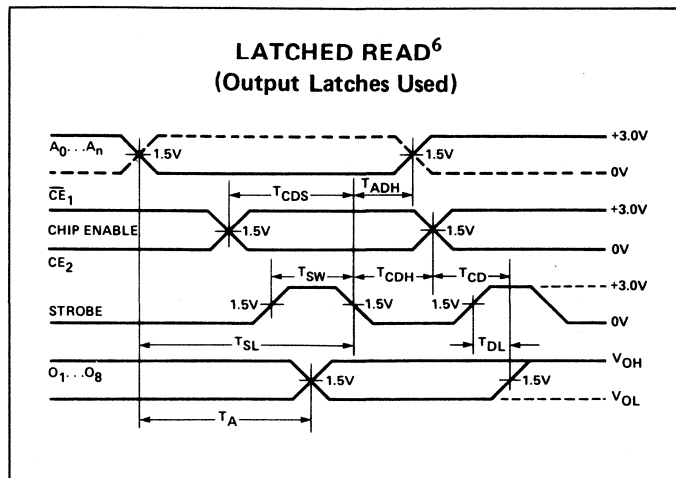 LATCHED READ6
(Output Latches Used)
A0...An
1.5V
1.5V
+3.0V
0V
TCDS
TADH
CE1
CHIP ENABLE
CE2
1.5V
1.5V
+3.0V
0V
TSW
TCDH
TCD
STROBE
1.5V
1.5V
1.5V
+3.0V
0V
TSL
TDL
O1...O8
1.5V
1.5V
VOH
VOL
TA